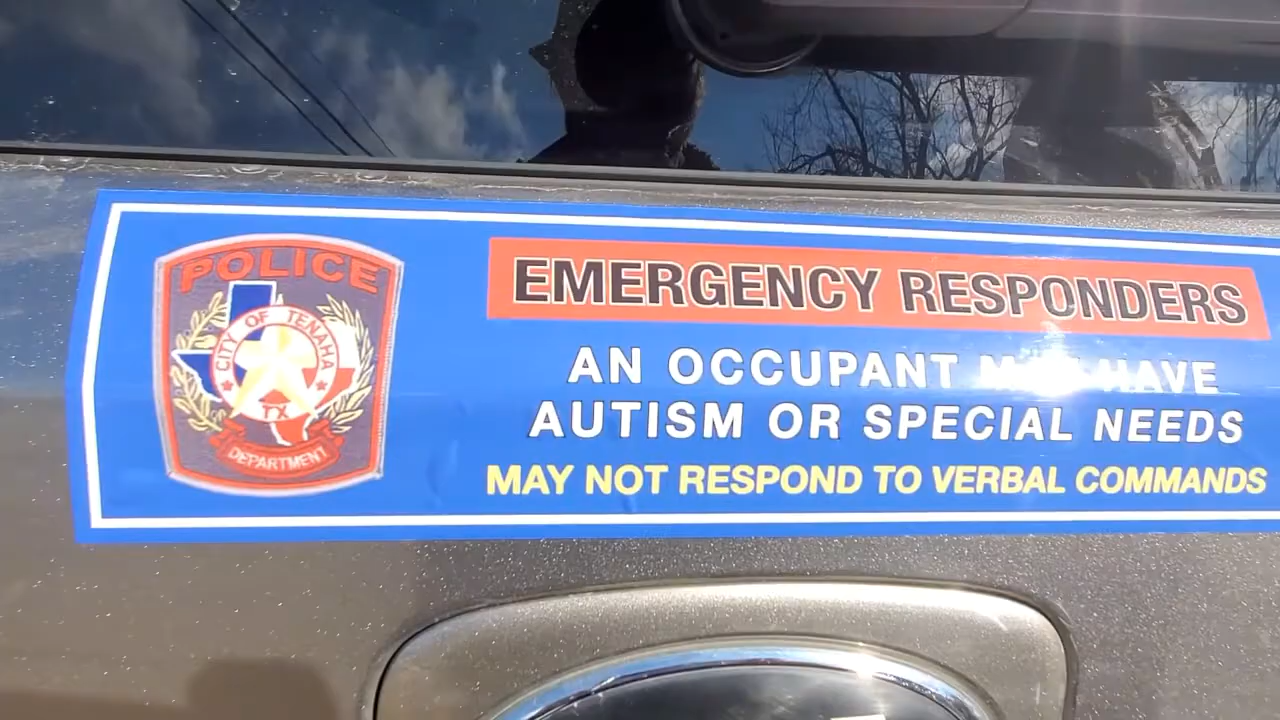 POLICE
CITY OF TENAHA
TX
DEPARTMENT
EMERGENCY RESPONDERS
AN OCCUPANT MAY HAVE
AUTISM OR SPECIAL NEEDS
MAY NOT RESPOND TO VERBAL COMMANDS